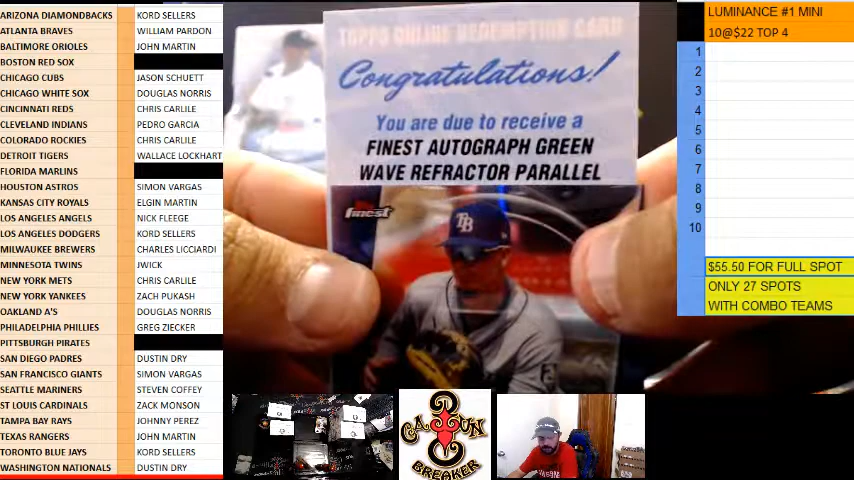 ARIZONA DIAMONDBACKS KORD SELLERS
ATLANTA BRAVES WILLIAM PARDON
BALTIMORE ORIOLES JOHN MARTIN
BOSTON RED SOX
CHICAGO CUBS JASON SCHUETT
CHICAGO WHITE SOX DOUGLAS NORRIS
CINCINNATI REDS CHRIS CARLILE
CLEVELAND INDIANS PEDRO GARCIA
COLORADO ROCKIES CHRIS CARLILE
DETROIT TIGERS WALLACE LOCKHART
FLORIDA MARLINS
HOUSTON ASTROS SIMON VARGAS
KANSAS CITY ROYALS ELGIN MARTIN
LOS ANGELES ANGELS NICK FLEEGE
LOS ANGELES DODGERS KORD SELLERS
MILWAUKEE BREWERS CHARLES LICCIARDI
MINNESOTA TWINS JWICK
NEW YORK METS CHRIS CARLILE
NEW YORK YANKEES ZACH PUKASH
OAKLAND A'S DOUGLAS NORRIS
PHILADELPHIA PHILLIES GREG ZIECKER
PITTSBURGH PIRATES
SAN DIEGO PADRES DUSTIN DRY
SAN FRANCISCO GIANTS SIMON VARGAS
SEATTLE MARINERS STEVEN COFFEY
ST LOUIS CARDINALS ZACK MONSON
TAMPA BAY RAYS JOHNNY PEREZ
TEXAS RANGERS JOHN MARTIN
TORONTO BLUE JAYS KORD SELLERS
WASHINGTON NATIONALS DUSTIN DRY
TOPPS ONLINE REDEMPTION CARD
Congratulations!
You are due to receive a
FINEST AUTOGRAPH GREEN
WAVE REFRACTOR PARALLEL
finest
TB
CAJUN
BREAKER
LUMINANCE #1 MINI
10@$22 TOP 4
1
2
3
4
5
6
7
8
9
10
$55.50 FOR FULL SPOT
ONLY 27 SPOTS
WITH COMBO TEAMS